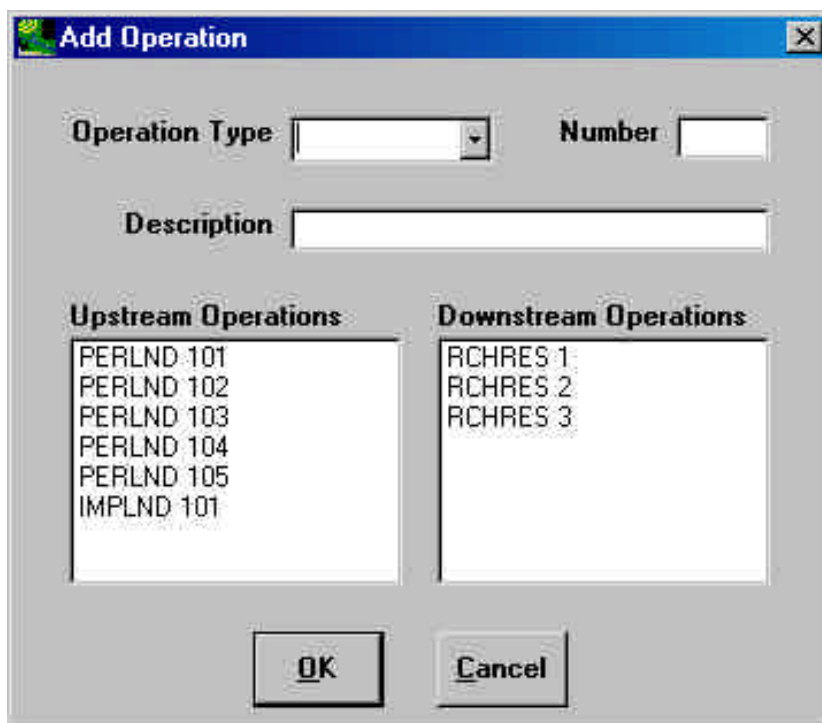 Add Operation
Operation Type
Number
Description
Upstream Operations
Downstream Operations
PERLND 101
PERLND 102
PERLND 103
PERLND 104
PERLND 105
IMPLND 101
RCHRES 1
RCHRES 2
RCHRES 3
OK
Cancel